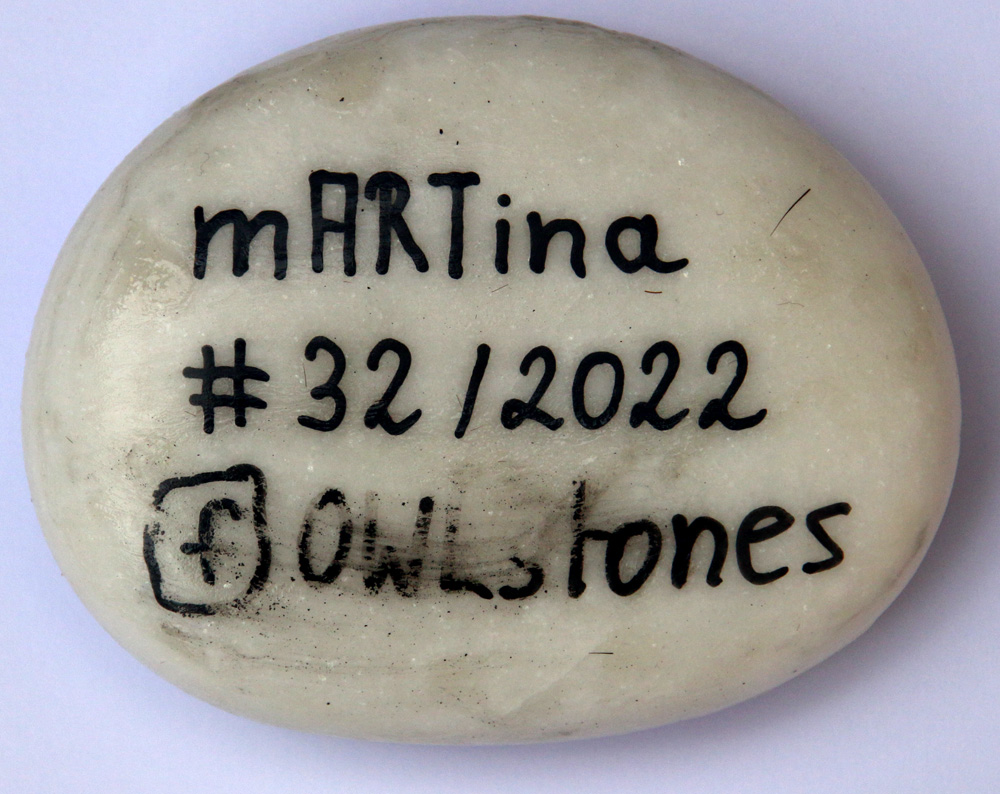 mARTina
# 32 / 2022
f OWLstones